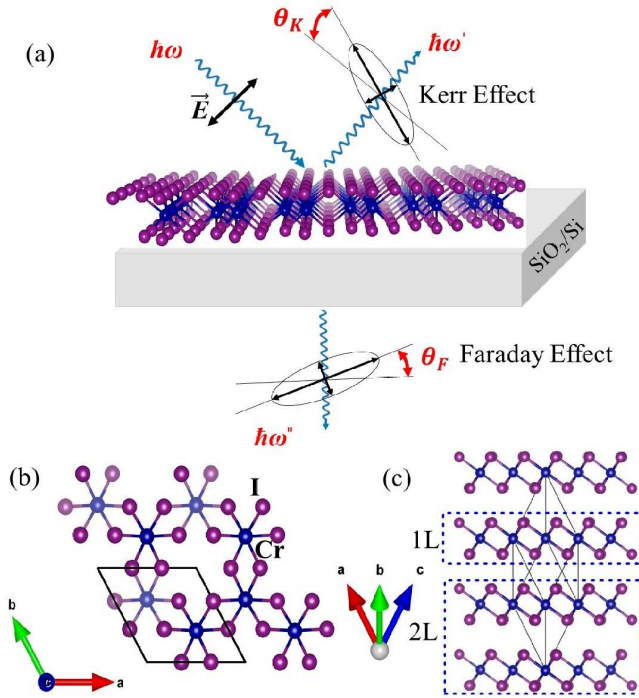 (a)
ħω
E
θK
ħω'
Kerr Effect
SiO2/Si
θF
Faraday Effect
ħω"
(b)
I
Cr
b
c
a
(c)
1L
2L
a
b
c